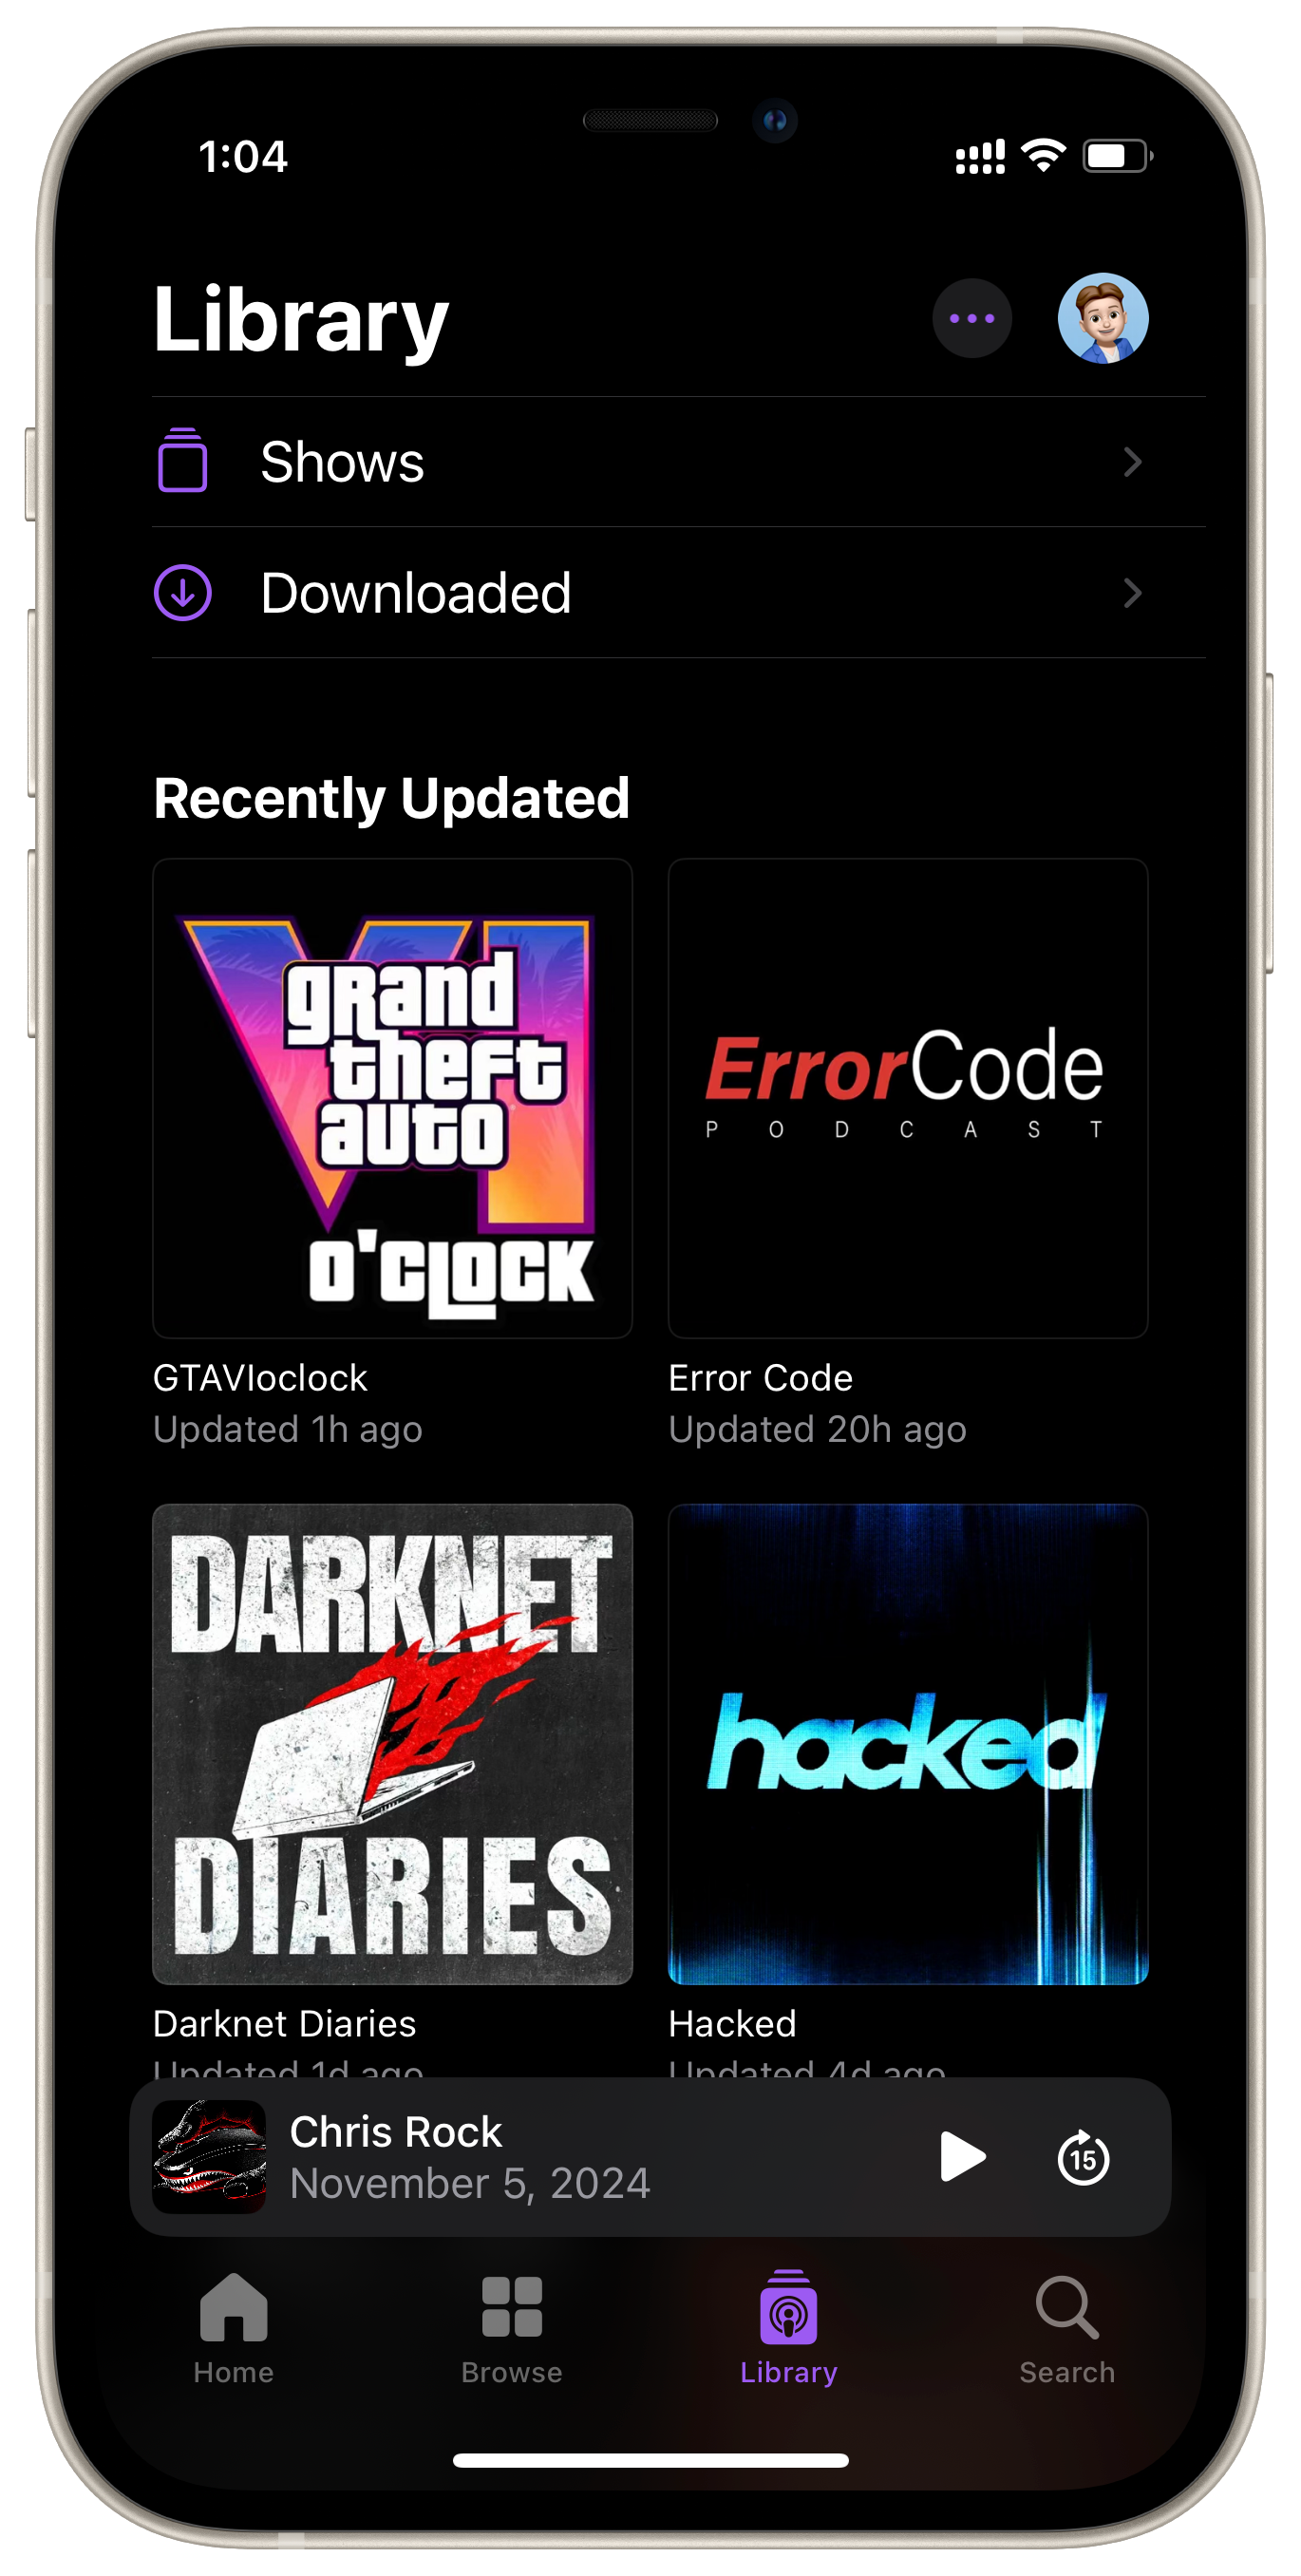 1:04
Library
Shows
Downloaded
Recently Updated
grand
theft
auto
VI
O'CLOCK
ErrorCode
PODCAST
GTAVIoclock
Updated 1h ago
Error Code
Updated 20h ago
DARKNET
DIARIES
hacked
Darknet Diaries
Updated 1d ago
Hacked
Updated 4d ago
Chris Rock
November 5, 2024
15
Home
Browse
Library
Search